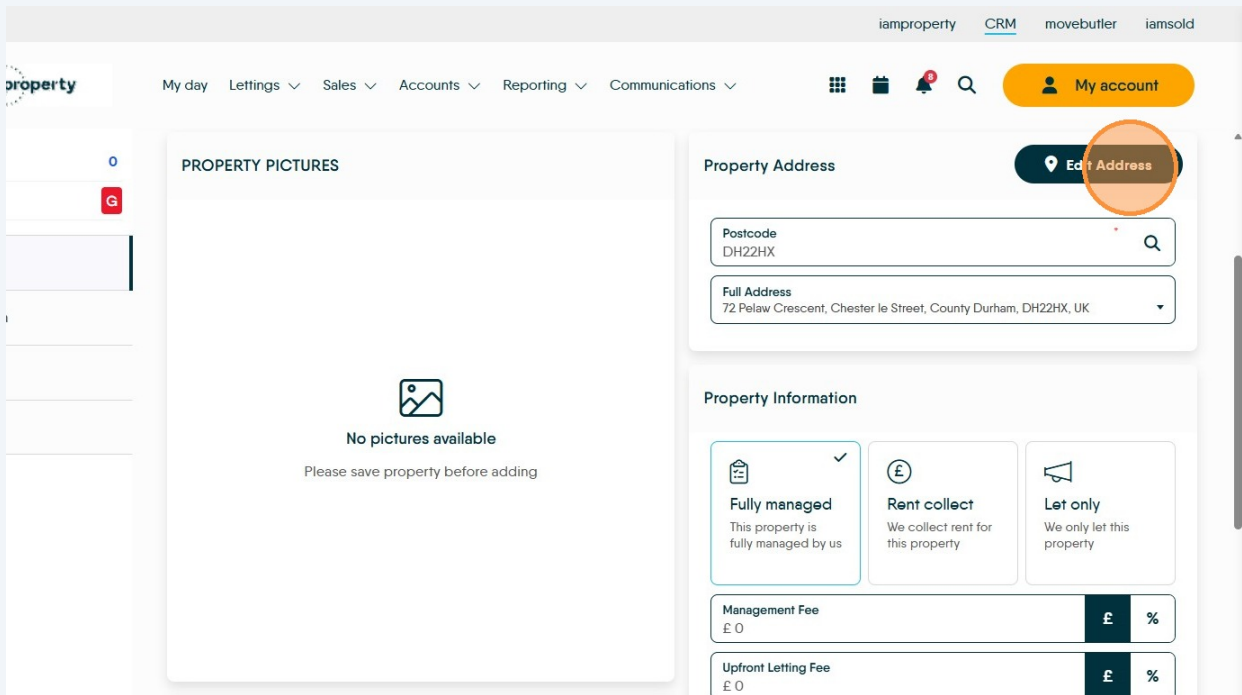 iamproperty CRM movebutler iamsold
property
My day Lettings Sales Accounts Reporting Communications 8 My account
0
G
PROPERTY PICTURES
No pictures available
Please save property before adding
Property Address Edit Address
Postcode
DH22HX
Full Address
72 Pelaw Crescent, Chester le Street, County Durham, DH22HX, UK
Property Information
Fully managed
This property is
fully managed by us
Rent collect
We collect rent for
this property
Let only
We only let this
property
Management Fee
£ 0
£ %
Upfront Letting Fee
£ 0
£ %